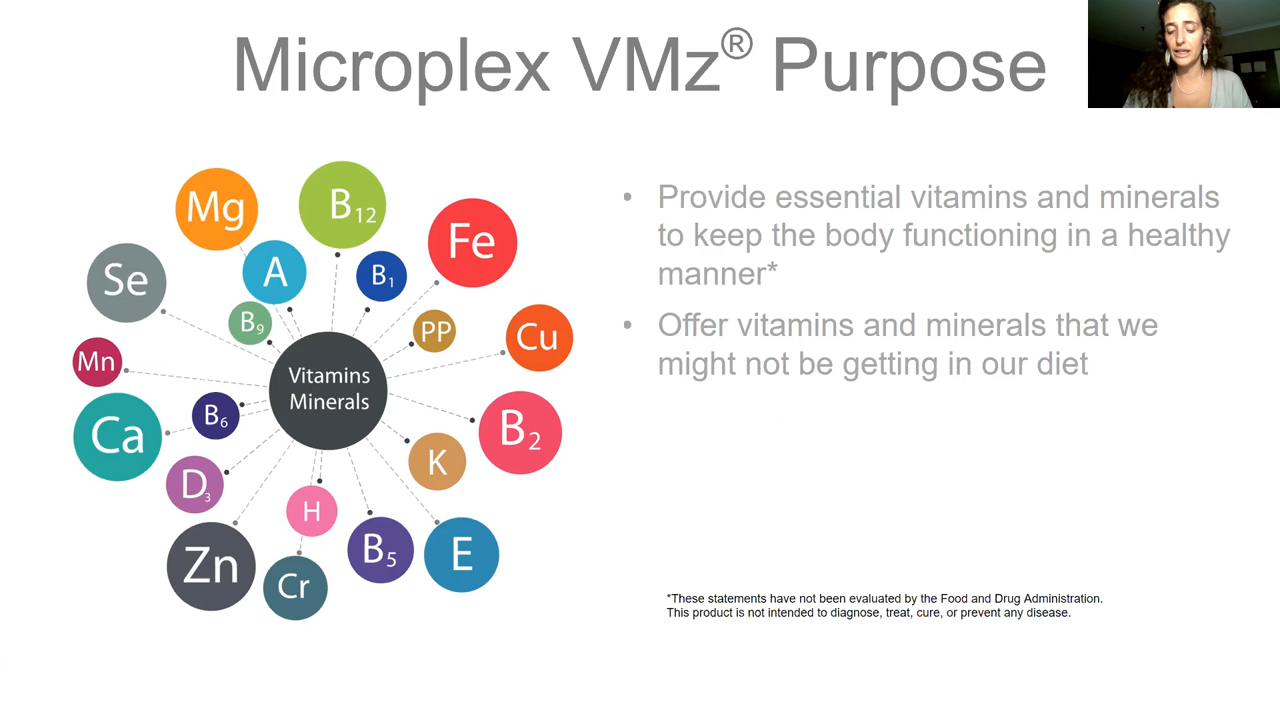 Microplex VMz® Purpose
Mg
B12
Fe
A
B1
Se
B9
PP
Cu
Mn
Vitamins
Minerals
B6
Ca
B2
K
D3
H
Zn
Cr
B5
E
• Provide essential vitamins and minerals
to keep the body functioning in a healthy
manner*
• Offer vitamins and minerals that we
might not be getting in our diet
*These statements have not been evaluated by the Food and Drug Administration.
This product is not intended to diagnose, treat, cure, or prevent any disease.